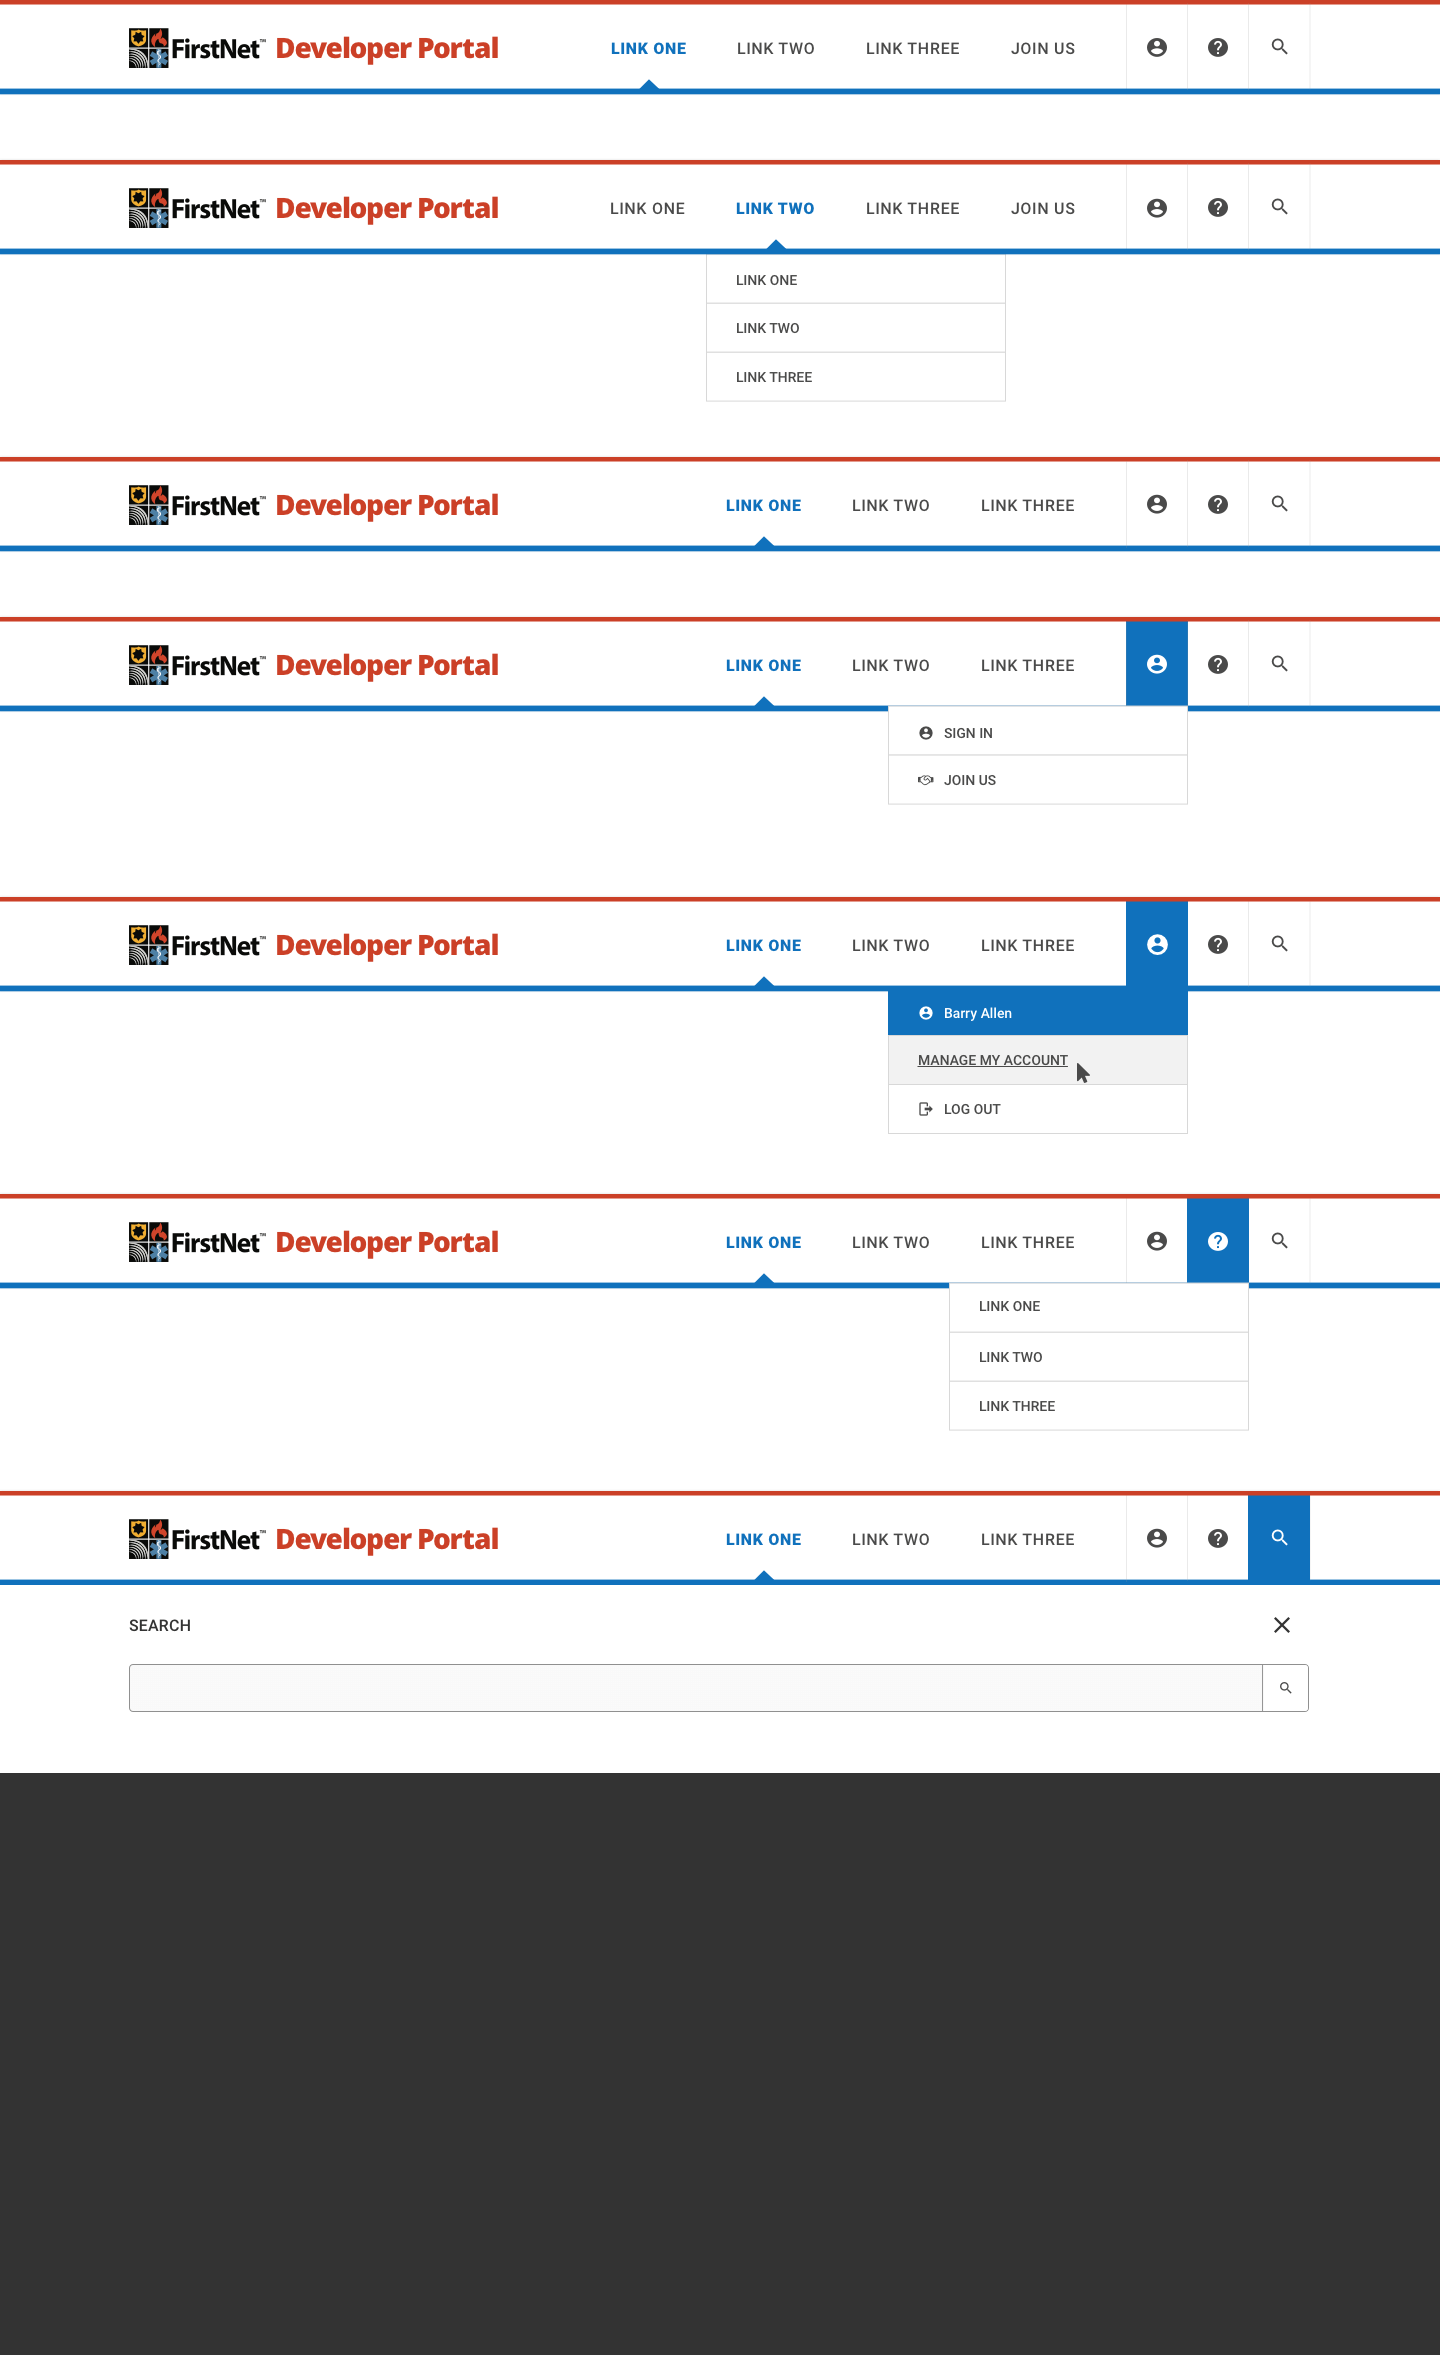 FirstNet™ Developer Portal LINK ONE LINK TWO LINK THREE JOIN US
FirstNet™ Developer Portal LINK ONE LINK TWO LINK THREE JOIN US
LINK ONE
LINK TWO
LINK THREE
FirstNet™ Developer Portal LINK ONE LINK TWO LINK THREE
FirstNet™ Developer Portal LINK ONE LINK TWO LINK THREE
SIGN IN
JOIN US
FirstNet™ Developer Portal LINK ONE LINK TWO LINK THREE
Barry Allen
MANAGE MY ACCOUNT
LOG OUT
FirstNet™ Developer Portal LINK ONE LINK TWO LINK THREE
LINK ONE
LINK TWO
LINK THREE
FirstNet™ Developer Portal LINK ONE LINK TWO LINK THREE
SEARCH